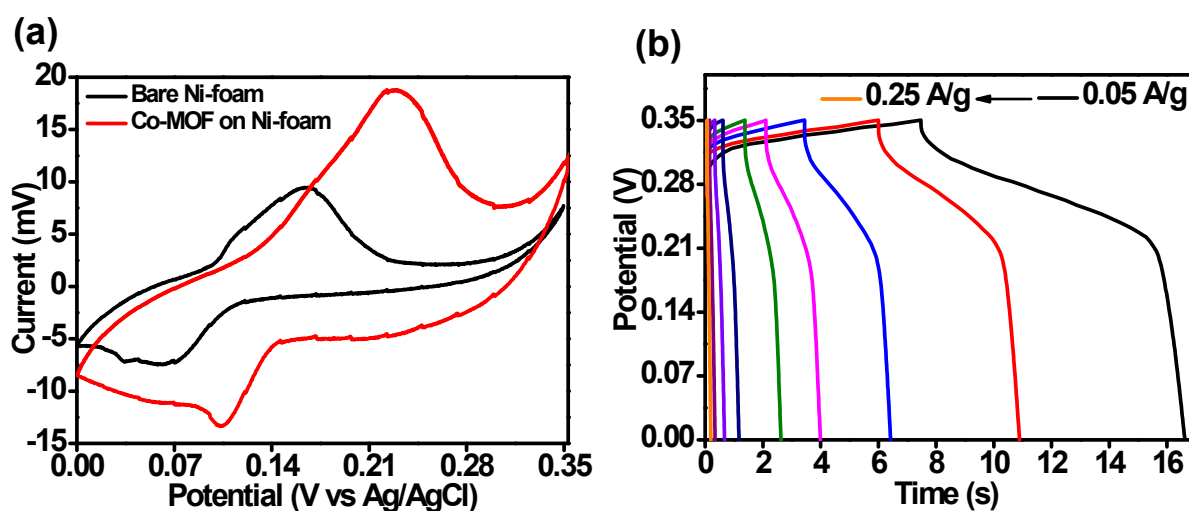 (a)
20
15
10
5
0
-5
-10
-15
Current (mV)
Bare Ni-foam
Co-MOF on Ni-foam
0.00 0.07 0.14 0.21 0.28 0.35
Potential (V vs Ag/AgCl)
(b)
0.25 A/g 0.05 A/g
0.35
0.28
0.21
0.14
0.07
0.00
Potential (V)
0 2 4 6 8 10 12 14 16
Time (s)